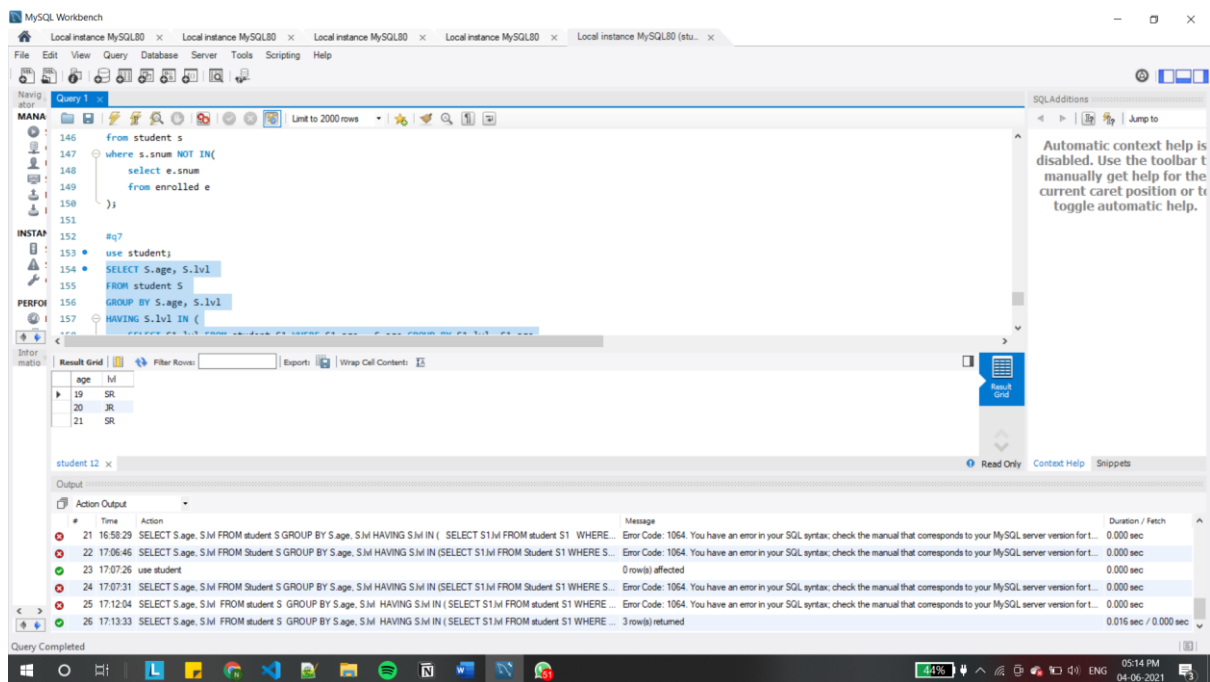 MySQL Workbench
Local instance MySQL80 × Local instance MySQL80 × Local instance MySQL80 × Local instance MySQL80 × Local instance MySQL80 (stu... ×
File Edit View Query Database Server Tools Scripting Help
Navig
ator
Query 1 ×
SQLAdditions
MANA
Limit to 2000 rows
Jump to
146 from student s
147 where s.snum NOT IN(
148 select e.snum
149 from enrolled e
150 );
151
152 #q7
153 use student;
154 SELECT S.age, S.lvl
155 FROM student S
156 GROUP BY S.age, S.lvl
157 HAVING S.lvl IN (
Automatic context help is
disabled. Use the toolbar t
manually get help for the
current caret position or to
toggle automatic help.
INSTAN
PERFOR
Infor
matio
Result Grid Filter Rows: Export: Wrap Cell Content:
age lvl
19 SR
20 JR
21 SR
Result
Grid
student 12 × Read Only Context Help Snippets
Output
Action Output
# Time Action Message Duration / Fetch
21 16:58:29 SELECT S.age, S.lvl FROM student S GROUP BY S.age, S.lvl HAVING S.lvl IN ( SELECT S1.lvl FROM student S1 WHERE... Error Code: 1064. You have an error in your SQL syntax; check the manual that corresponds to your MySQL server version for t... 0.000 sec
22 17:06:46 SELECT S.age, S.lvl FROM Student S GROUP BY S.age, S.lvl HAVING S.lvl IN (SELECT S1.lvl FROM Student S1 WHERE S... Error Code: 1064. You have an error in your SQL syntax; check the manual that corresponds to your MySQL server version for t... 0.000 sec
23 17:07:26 use student 0 row(s) affected 0.000 sec
24 17:07:31 SELECT S.age, S.lvl FROM Student S GROUP BY S.age, S.lvl HAVING S.lvl IN (SELECT S1.lvl FROM Student S1 WHERE S... Error Code: 1064. You have an error in your SQL syntax; check the manual that corresponds to your MySQL server version for t... 0.000 sec
25 17:12:04 SELECT S.age, S.lvl FROM student S GROUP BY S.age, S.lvl HAVING S.lvl IN ( SELECT S1.lvl FROM student S1 WHERE ... Error Code: 1064. You have an error in your SQL syntax; check the manual that corresponds to your MySQL server version for t... 0.000 sec
26 17:13:33 SELECT S.age, S.lvl FROM student S GROUP BY S.age, S.lvl HAVING S.lvl IN ( SELECT S1.lvl FROM student S1 WHERE ... 3 row(s) returned 0.016 sec / 0.000 sec
Query Completed
44% ENG 05:14 PM
04-06-2021